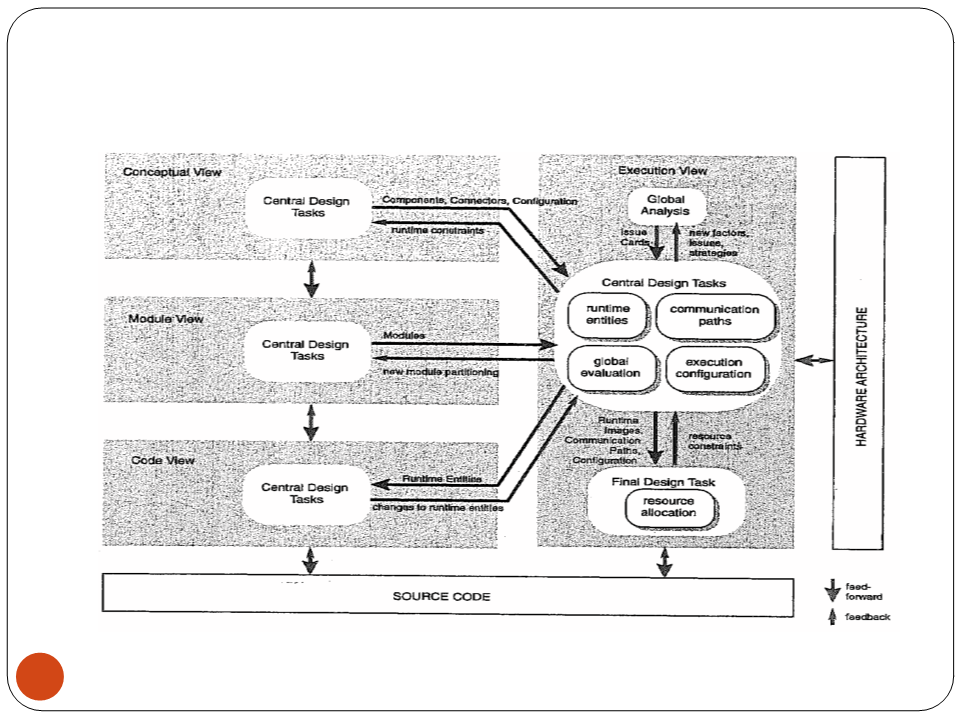 Conceptual View
Central Design
Tasks
Components, Connectors, Configuration
runtime constraints
Module View
Central Design
Tasks
Modules
new module partitioning
Code View
Central Design
Tasks
Runtime Entities
changes to runtime entities
Execution View
Global
Analysis
Issue
Cards
new factors,
issues,
strategies
Central Design Tasks
runtime
entities
communication
paths
global
evaluation
execution
configuration
Runtime
Images,
Communication
Paths,
Configuration
resource
constraints
Final Design Task
resource
allocation
HARDWARE ARCHITECTURE
SOURCE CODE
feed-
forward
feedback